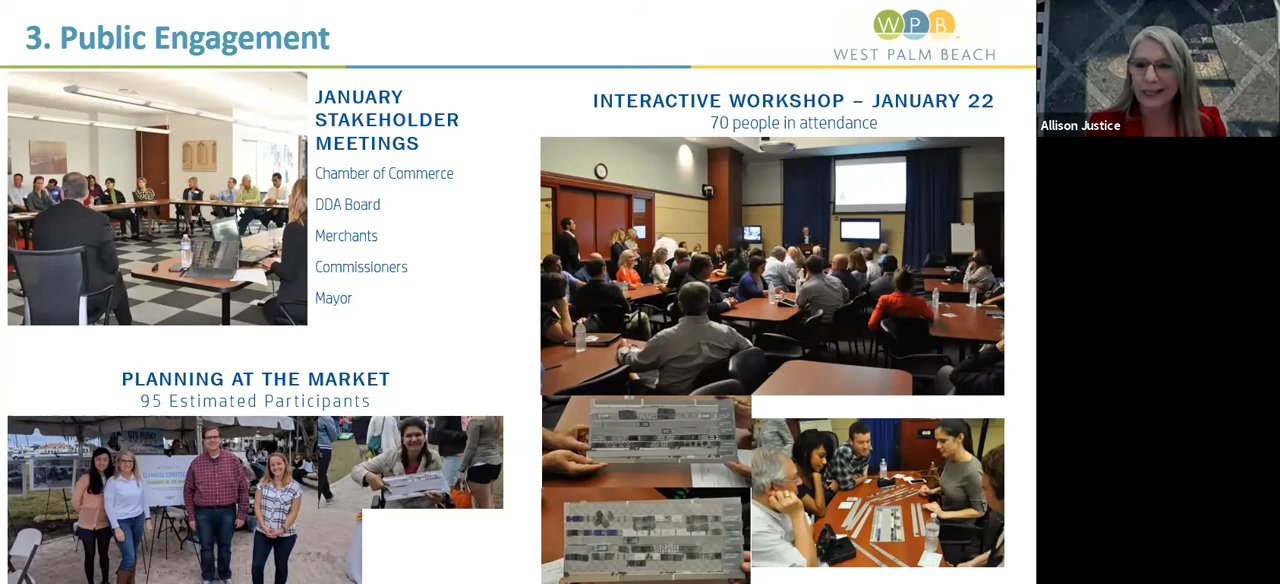 3. Public Engagement
WPB
WEST PALM BEACH
JANUARY
STAKEHOLDER
MEETINGS
Chamber of Commerce
DDA Board
Merchants
Commissioners
Mayor
PLANNING AT THE MARKET
95 Estimated Participants
INTERACTIVE WORKSHOP – JANUARY 22
70 people in attendance
Allison Justice